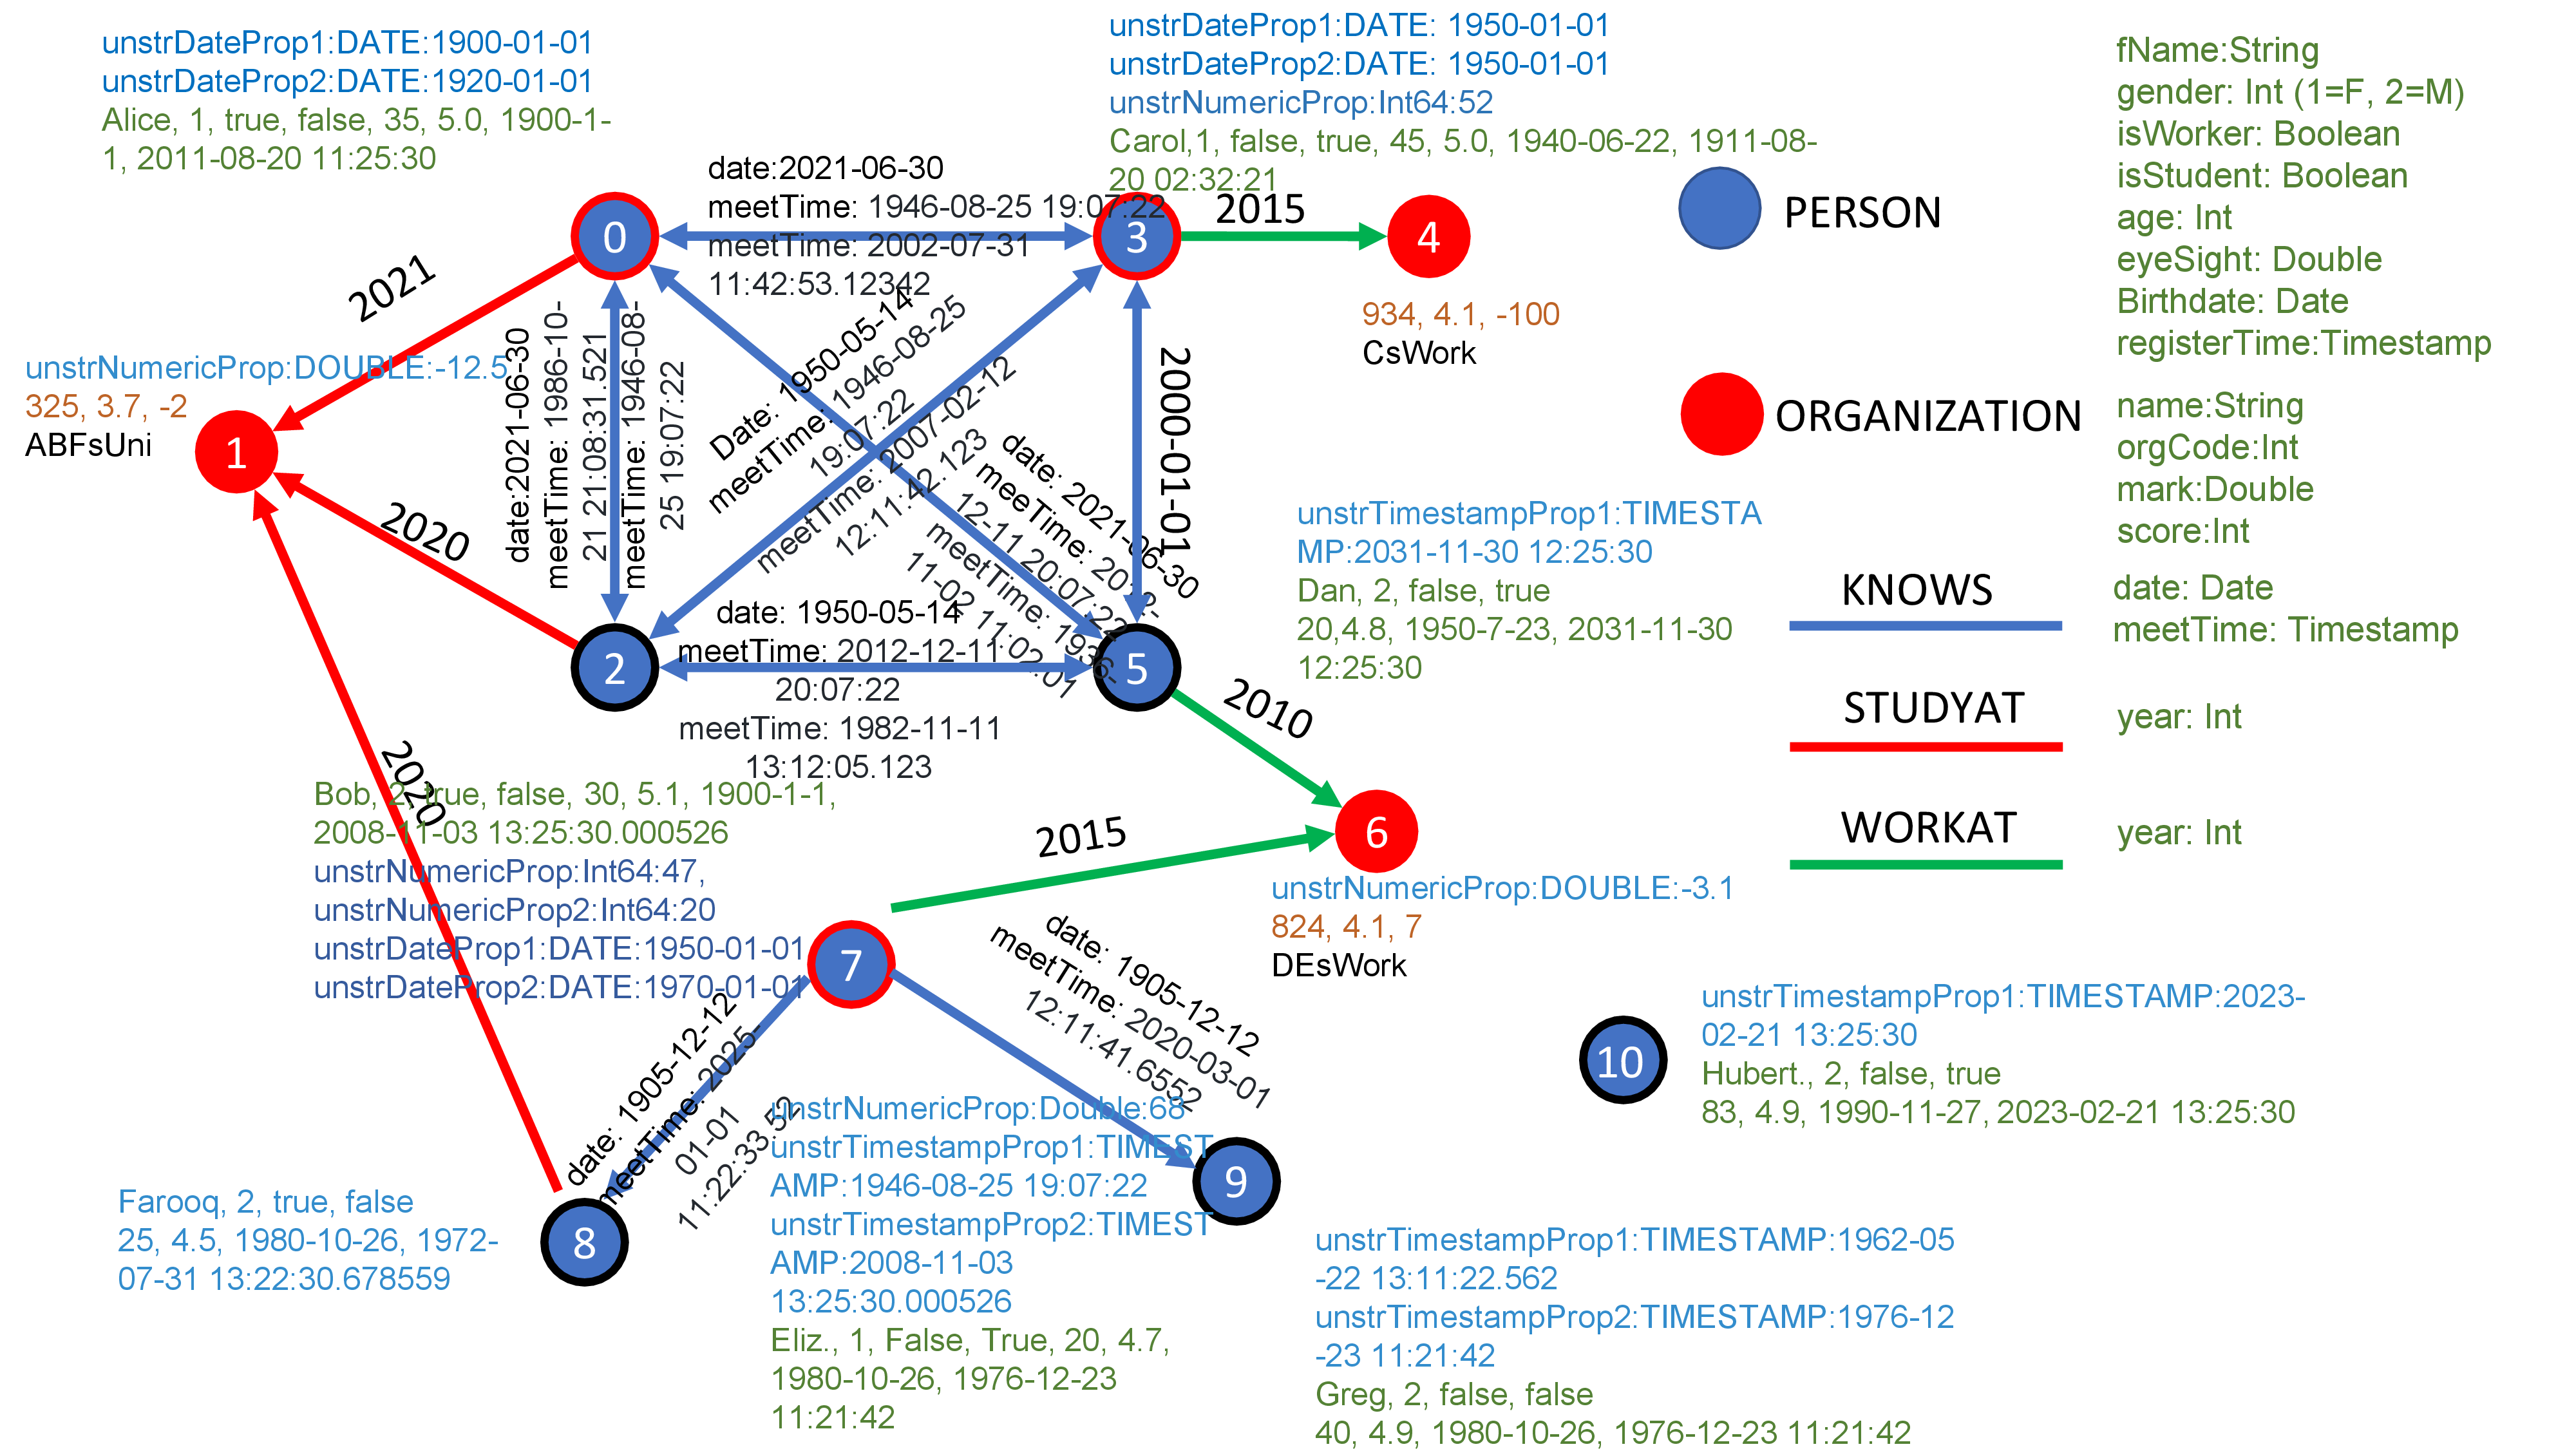 unstrDateProp1:DATE:1900-01-01
unstrDateProp2:DATE:1920-01-01
Alice, 1, true, false, 35, 5.0, 1900-1-
1, 2011-08-20 11:25:30
unstrDateProp1:DATE: 1950-01-01
unstrDateProp2:DATE: 1950-01-01
unstrNumericProp:Int64:52
Carol,1, false, true, 45, 5.0, 1940-06-22, 1911-08-
20 02:32:21
fName:String
gender: Int (1=F, 2=M)
isWorker: Boolean
isStudent: Boolean
age: Int
eyeSight: Double
Birthdate: Date
registerTime:Timestamp
date:2021-06-30
meetTime: 1946-08-25 19:07:22
meetTime: 2002-07-31
11:42:53.12342
0
3
2015
4
PERSON
934, 4.1, -100
CsWork
2021
unstrNumericProp:DOUBLE:-12.5
325, 3.7, -2
ABFsUni
1
date:2021-06-30
meetTime: 1986-10-
21 21:08:31.521
meetTime: 1946-08-
25 19:07:22
Date: 1950-05-14
meetTime: 1946-08-25
19:07:22
meetTime: 2007-02-12
12:11:42.123
2000-01-01
date: 2021-06-30
meeTime: 2012-
12-11 20:07:22
meetTime: 1936-
11-02 11:02:01
ORGANIZATION
name:String
orgCode:Int
mark:Double
score:Int
2020
unstrTimestampProp1:TIMESTA
MP:2031-11-30 12:25:30
Dan, 2, false, true
20,4.8, 1950-7-23, 2031-11-30
12:25:30
KNOWS
date: Date
meetTime: Timestamp
date: 1950-05-14
meetTime: 2012-12-11
20:07:22
meetTime: 1982-11-11
13:12:05.123
2
5
2010
STUDYAT
year: Int
WORKAT
year: Int
2020
Bob, 2, true, false, 30, 5.1, 1900-1-1,
2008-11-03 13:25:30.000526
unstrNumericProp:Int64:47,
unstrNumericProp2:Int64:20
unstrDateProp1:DATE:1950-01-01
unstrDateProp2:DATE:1970-01-01
2015
6
unstrNumericProp:DOUBLE:-3.1
824, 4.1, 7
DEsWork
7
date: 1905-12-12
meetTime: 2020-03-01
12:11:41.6552
date: 1905-12-12
meetTime: 2025-
01-01
11:22:33.52
10
unstrTimestampProp1:TIMESTAMP:2023-
02-21 13:25:30
Hubert., 2, false, true
83, 4.9, 1990-11-27, 2023-02-21 13:25:30
unstrNumericProp:Double:68
unstrTimestampProp1:TIMEST
AMP:1946-08-25 19:07:22
unstrTimestampProp2:TIMEST
AMP:2008-11-03
13:25:30.000526
Eliz., 1, False, True, 20, 4.7,
1980-10-26, 1976-12-23
11:21:42
9
8
Farooq, 2, true, false
25, 4.5, 1980-10-26, 1972-
07-31 13:22:30.678559
unstrTimestampProp1:TIMESTAMP:1962-05
-22 13:11:22.562
unstrTimestampProp2:TIMESTAMP:1976-12
-23 11:21:42
Greg, 2, false, false
40, 4.9, 1980-10-26, 1976-12-23 11:21:42